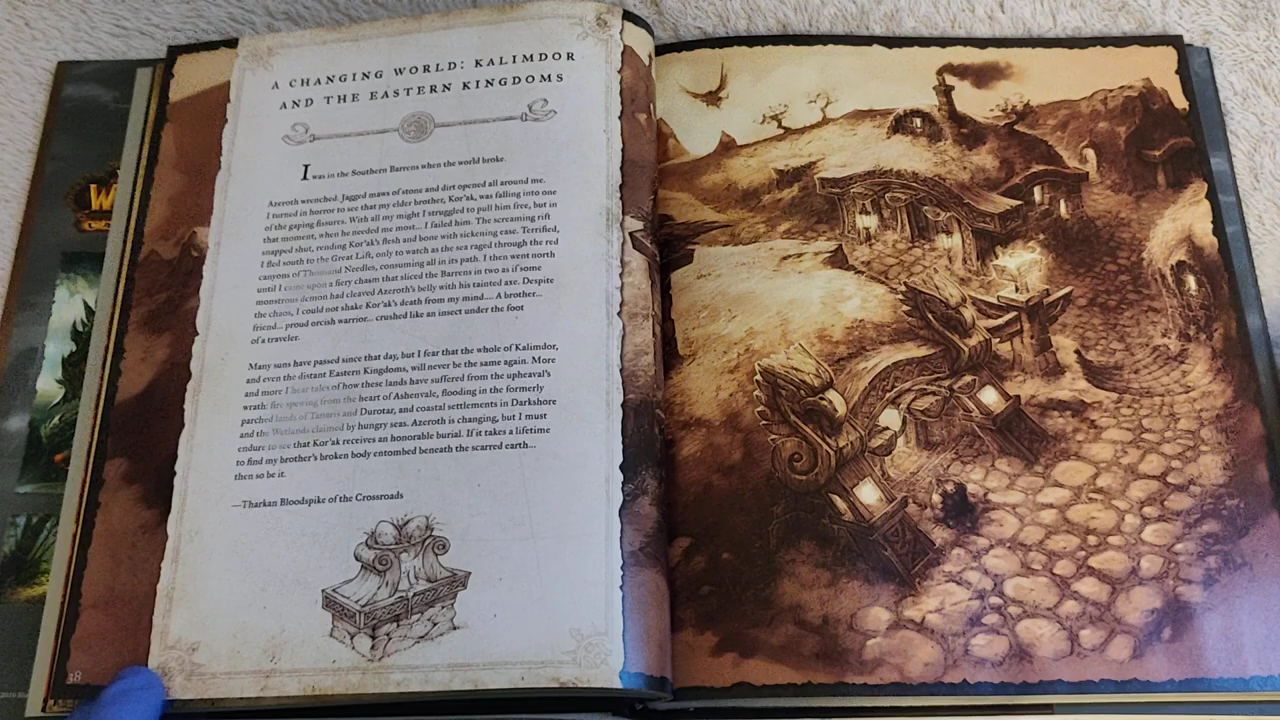 A CHANGING WORLD: KALIMDOR
AND THE EASTERN KINGDOMS
I was in the Southern Barrens when the world broke.
Azeroth wrenched. Jagged maws of stone and dirt opened all around me.
I turned in horror to see that my elder brother, Kor'ak, was falling into one
of the gaping fissures. With all my might I struggled to pull him free, but in
that moment, when he needed me most... I failed him. The screaming rift
snapped shut, rending Kor'ak's flesh and bone with sickening ease. Terrified,
I fled south to the Great Lift, only to watch as the sea raged through the red
canyons of Thousand Needles, consuming all in its path. I then went north
until I came upon a fiery chasm that sliced the Barrens in two as if some
monstrous demon had cleaved Azeroth's belly with his tainted axe. Despite
the chaos, I could not shake Kor'ak's death from my mind.... A brother...
friend... proud orcish warrior... crushed like an insect under the foot
of a traveler.
Many suns have passed since that day, but I fear that the whole of Kalimdor,
and even the distant Eastern Kingdoms, will never be the same again. More
and more I hear tales of how these lands have suffered from the upheaval's
wrath: fire spewing from the heart of Ashenvale, flooding in the formerly
parched lands of Tanaris and Durotar, and coastal settlements in Darkshore
and the Wetlands claimed by hungry seas. Azeroth is changing, but I must
endure to see that Kor'ak receives an honorable burial. If it takes a lifetime
to find my brother's broken body entombed beneath the scarred earth...
then so be it.
—Tharkan Bloodspike of the Crossroads
38
W